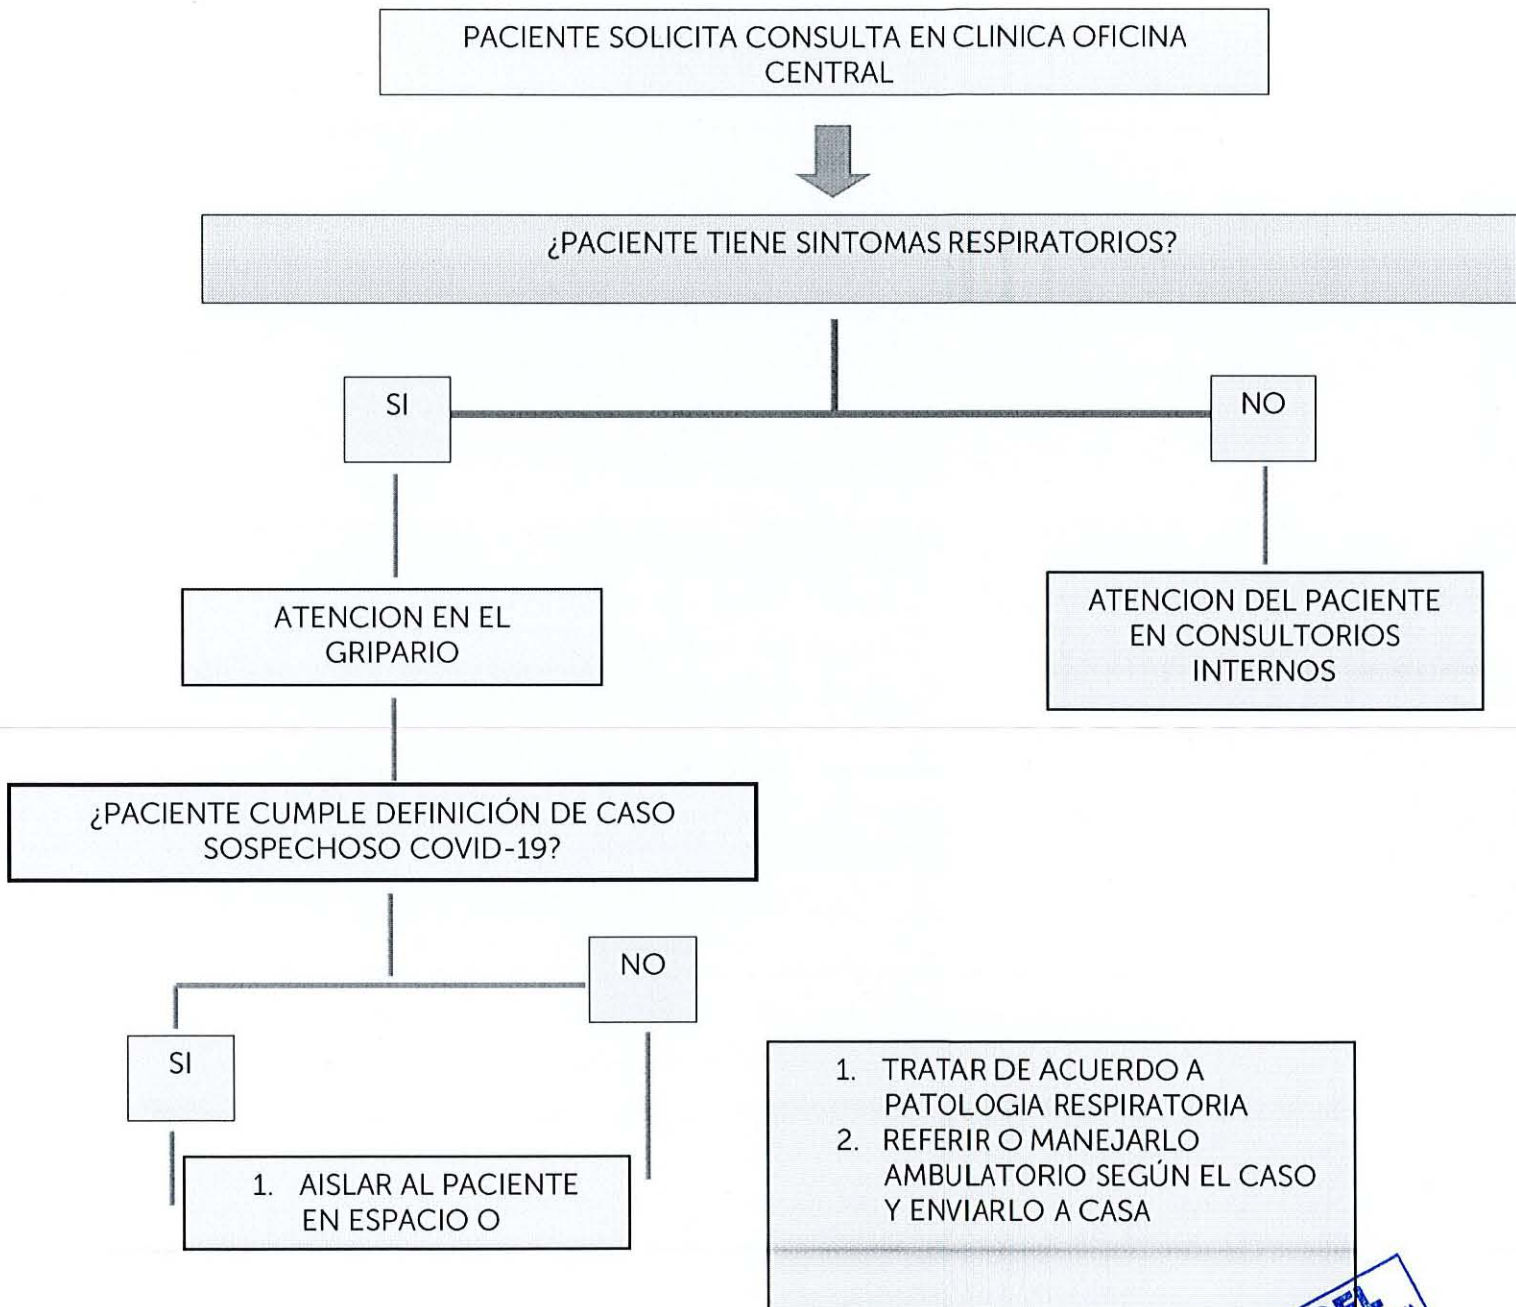 PACIENTE SOLICITA CONSULTA EN CLINICA OFICINA
CENTRAL
¿PACIENTE TIENE SINTOMAS RESPIRATORIOS?
SI
NO
ATENCION EN EL
GRIPARIO
ATENCION DEL PACIENTE
EN CONSULTORIOS
INTERNOS
¿PACIENTE CUMPLE DEFINICIÓN DE CASO
SOSPECHOSO COVID-19?
NO
SI
1. AISLAR AL PACIENTE
EN ESPACIO O
1. TRATAR DE ACUERDO A
PATOLOGIA RESPIRATORIA
2. REFERIR O MANEJARLO
AMBULATORIO SEGÚN EL CASO
Y ENVIARLO A CASA
DEL